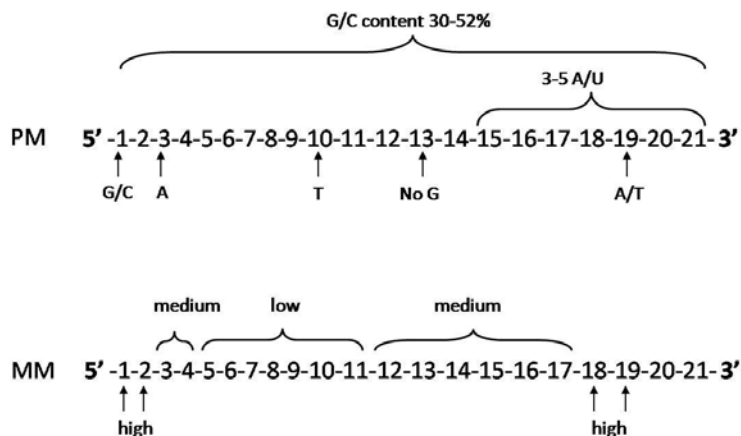 G/C content 30-52%
3-5 A/U
PM 5’ -1-2-3-4-5-6-7-8-9-10-11-12-13-14-15-16-17-18-19-20-21-3’
G/C A T No G A/T
medium low medium
MM 5’ -1-2-3-4-5-6-7-8-9-10-11-12-13-14-15-16-17-18-19-20-21-3’
high high